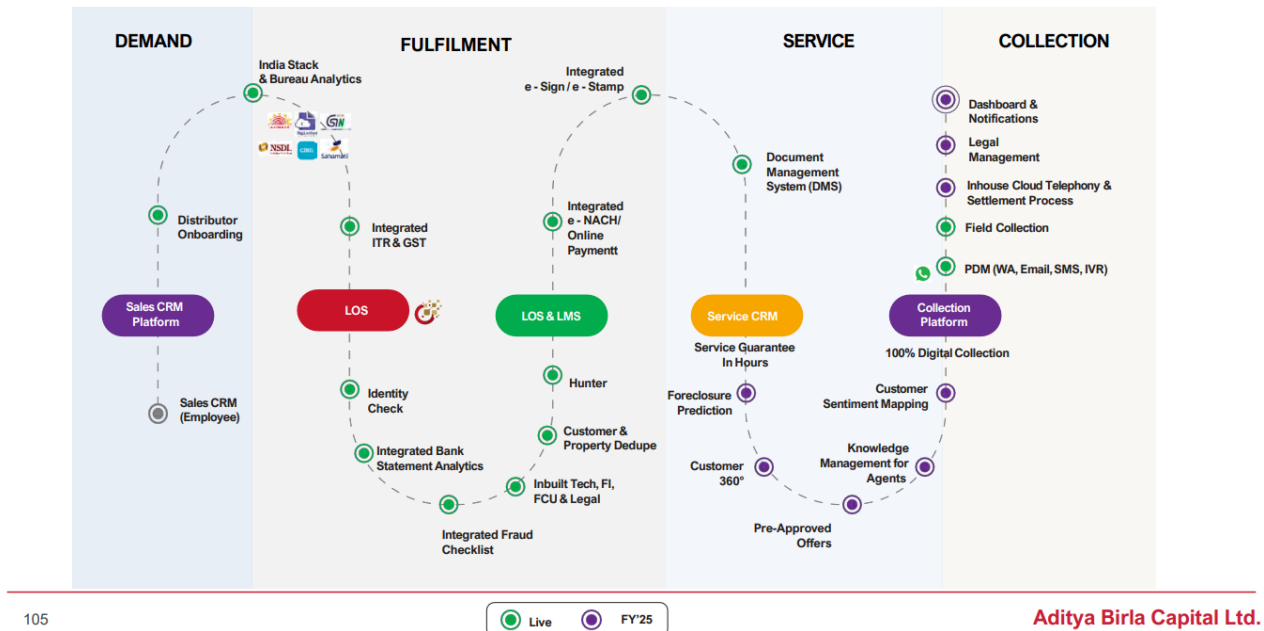 DEMAND
FULFILMENT
SERVICE
COLLECTION
India Stack
& Bureau Analytics
GSTN
NSDL
CIBIL
Sahamati
Distributor
Onboarding
Integrated
ITR & GST
Sales CRM
Platform
LOS
Sales CRM
(Employee)
Identity
Check
Integrated Bank
Statement Analytics
Integrated Fraud
Checklist
Inbuilt Tech, FI,
FCU & Legal
Customer &
Property Dedupe
Hunter
LOS & LMS
Integrated
e - NACH/
Online
Paymentt
Integrated
e - Sign / e - Stamp
Document
Management
System (DMS)
Service CRM
Service Guarantee
In Hours
Foreclosure
Prediction
Customer
360°
Pre-Approved
Offers
Knowledge
Management for
Agents
Customer
Sentiment Mapping
100% Digital Collection
Collection
Platform
PDM (WA, Email, SMS, IVR)
Field Collection
Inhouse Cloud Telephony &
Settlement Process
Legal
Management
Dashboard &
Notifications
105
Live
FY'25
Aditya Birla Capital Ltd.